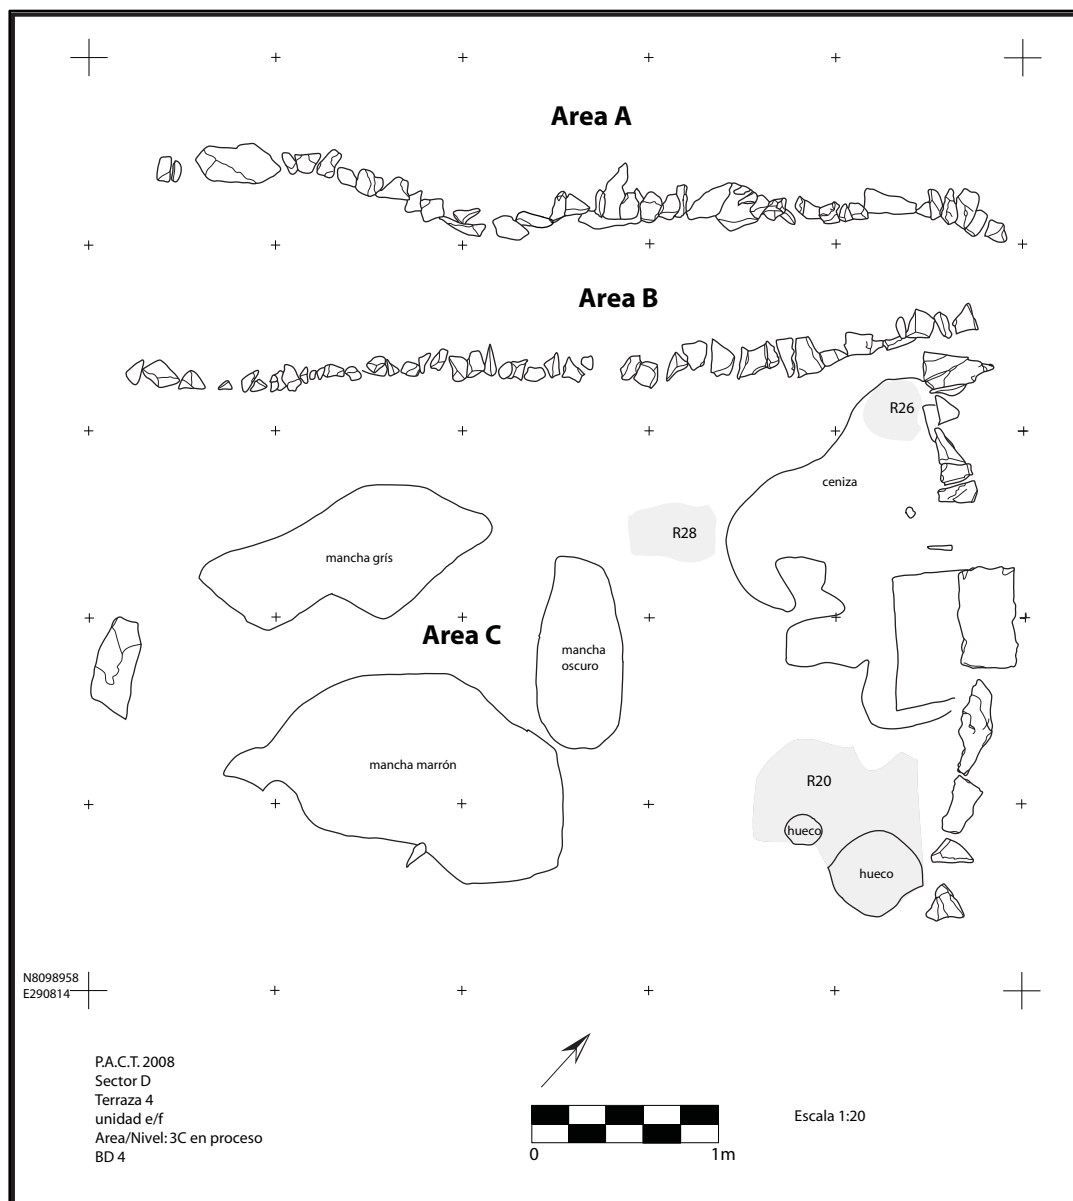 Area A
Area B
R26
ceniza
R28
mancha grís
Area C
mancha
oscuro
mancha marrón
R20
hueco
hueco
N8098958
E290814
P.A.C.T. 2008
Sector D
Terraza 4
unidad e/f
Area/Nivel: 3C en proceso
BD 4
0
1m
Escala 1:20